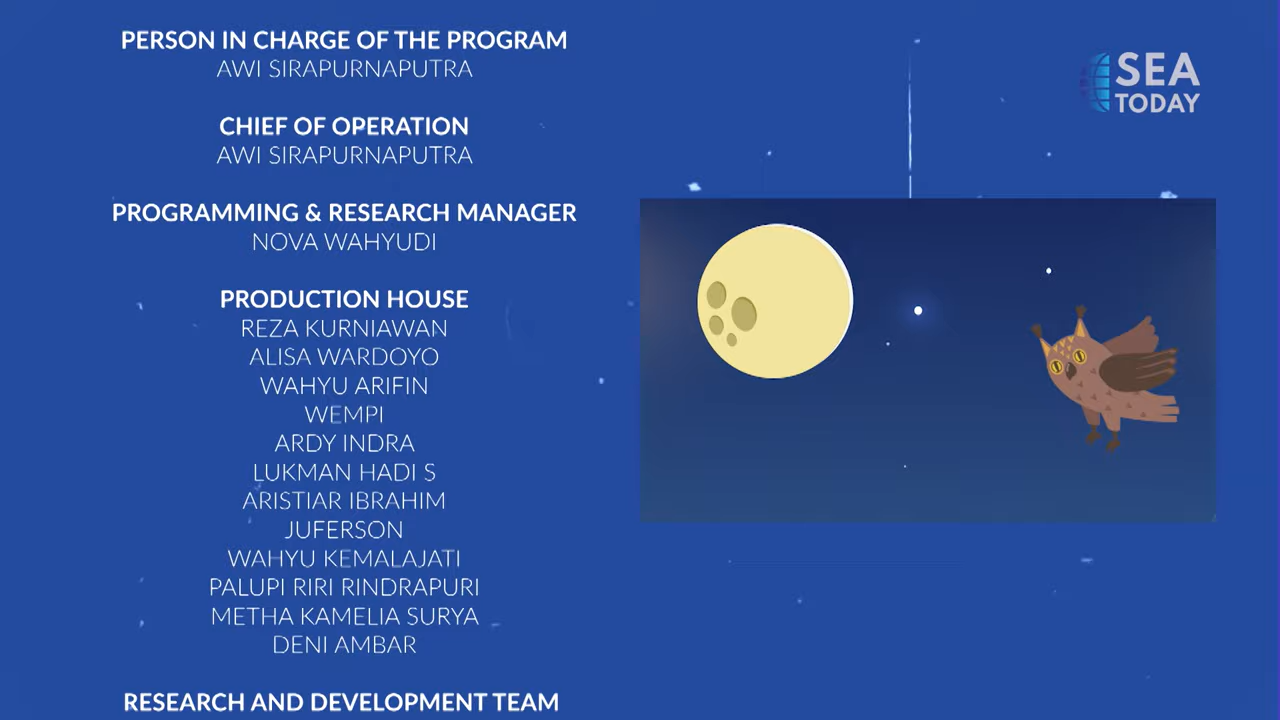 PERSON IN CHARGE OF THE PROGRAM
AWI SIRAPURNAPUTRA
CHIEF OF OPERATION
AWI SIRAPURNAPUTRA
PROGRAMMING & RESEARCH MANAGER
NOVA WAHYUDI
PRODUCTION HOUSE
REZA KURNIAWAN
ALISA WARDOYO
WAHYU ARIFIN
WEMPI
ARDY INDRA
LUKMAN HADI S
ARISTIAR IBRAHIM
JUFERSON
WAHYU KEMALAJATI
PALUPI RIRI RINDRAPURI
METHA KAMELIA SURYA
DENI AMBAR
RESEARCH AND DEVELOPMENT TEAM
SEA
TODAY